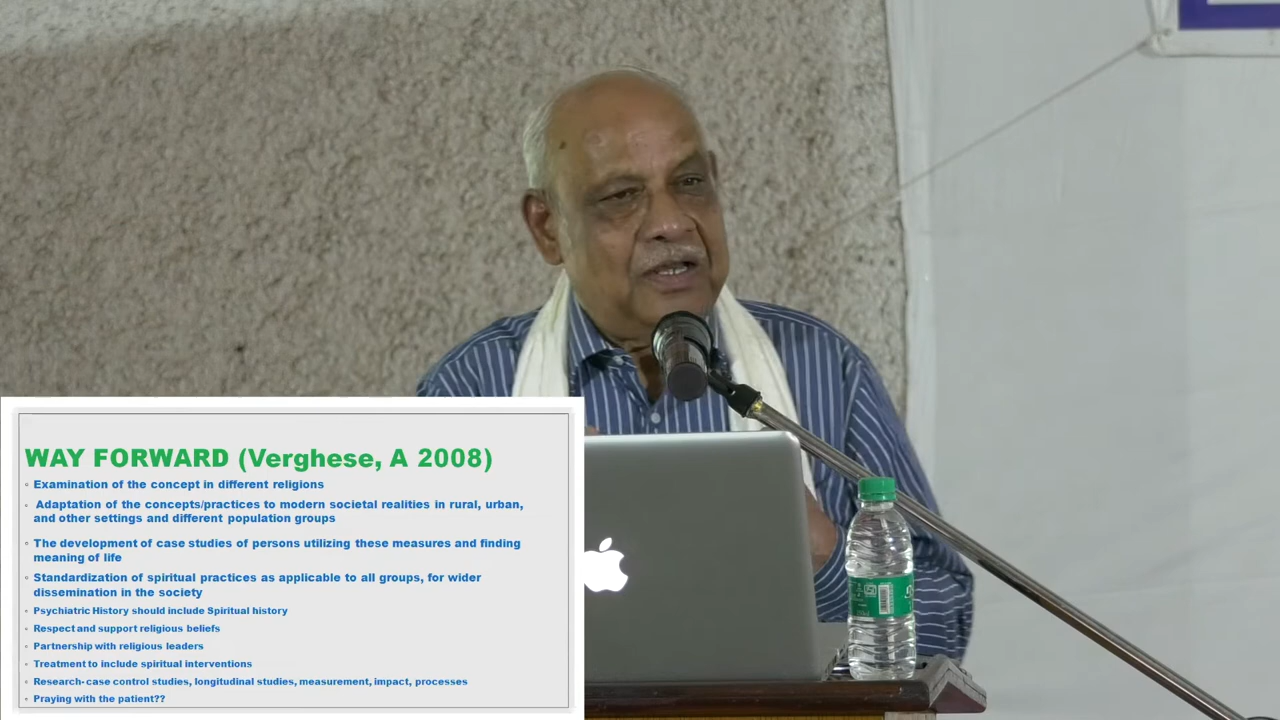 WAY FORWARD (Verghese, A 2008)
◦ Examination of the concept in different religions
◦ Adaptation of the concepts/practices to modern societal realities in rural, urban,
and other settings and different population groups
◦ The development of case studies of persons utilizing these measures and finding
meaning of life
◦ Standardization of spiritual practices as applicable to all groups, for wider
dissemination in the society
◦ Psychiatric History should include Spiritual history
◦ Respect and support religious beliefs
◦ Partnership with religious leaders
◦ Treatment to include spiritual interventions
◦ Research- case control studies, longitudinal studies, measurement, impact, processes
◦ Praying with the patient??